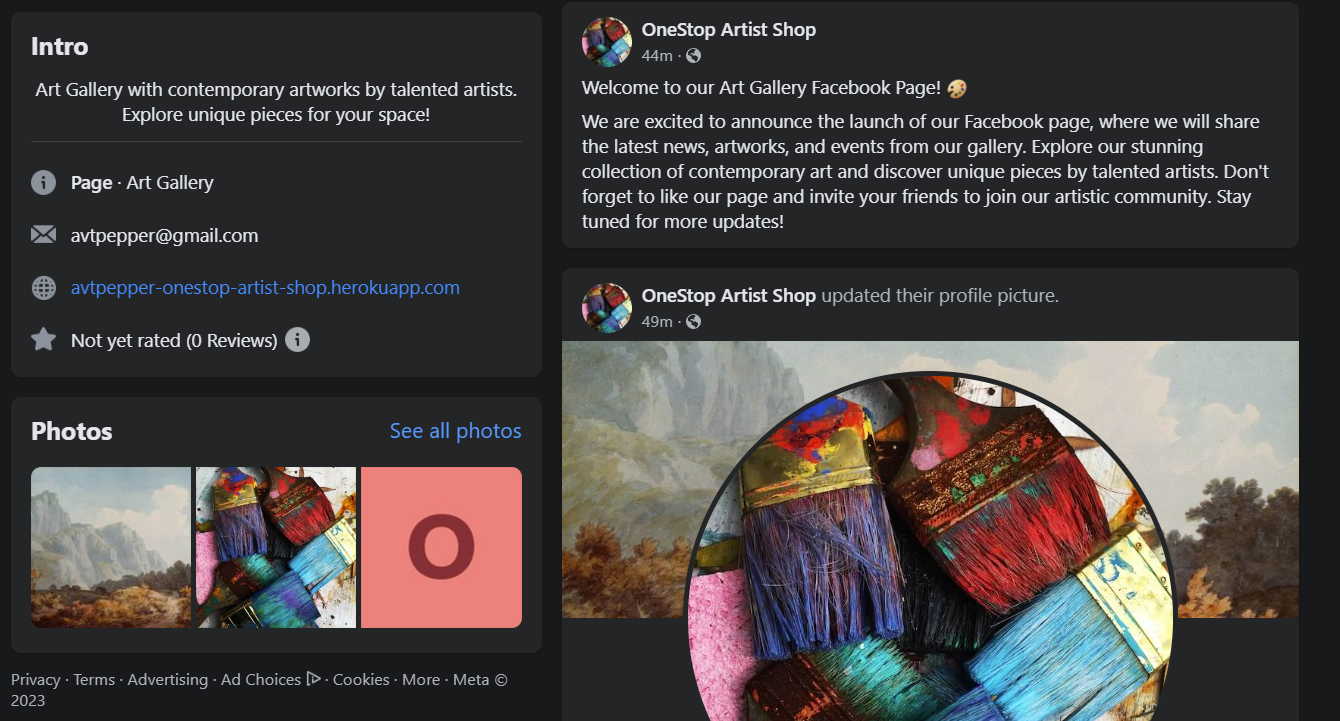 Intro
Art Gallery with contemporary artworks by talented artists.
Explore unique pieces for your space!
Page · Art Gallery
avtpepper@gmail.com
avtpepper-onestop-artist-shop.herokuapp.com
Not yet rated (0 Reviews)
Photos
See all photos
O
Privacy · Terms · Advertising · Ad Choices · Cookies · More · Meta ©
2023
OneStop Artist Shop
44m ·
Welcome to our Art Gallery Facebook Page! 🎨
We are excited to announce the launch of our Facebook page, where we will share
the latest news, artworks, and events from our gallery. Explore our stunning
collection of contemporary art and discover unique pieces by talented artists. Don't
forget to like our page and invite your friends to join our artistic community. Stay
tuned for more updates!
OneStop Artist Shop updated their profile picture.
49m ·